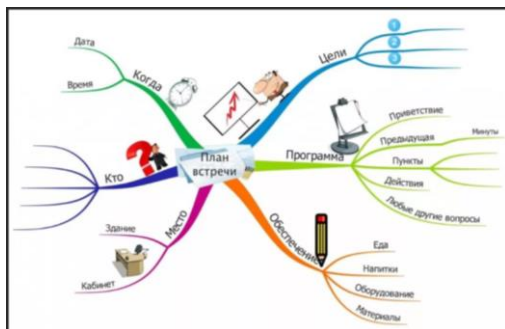 План
встречи
Цели
1
2
3
Программа
Приветствие
Предыдущая
Минуты
Пункты
Действия
Любые другие вопросы
Обеспечение
Еда
Напитки
Оборудование
Материалы
Место
Здание
Кабинет
Кто
Когда
Дата
Время